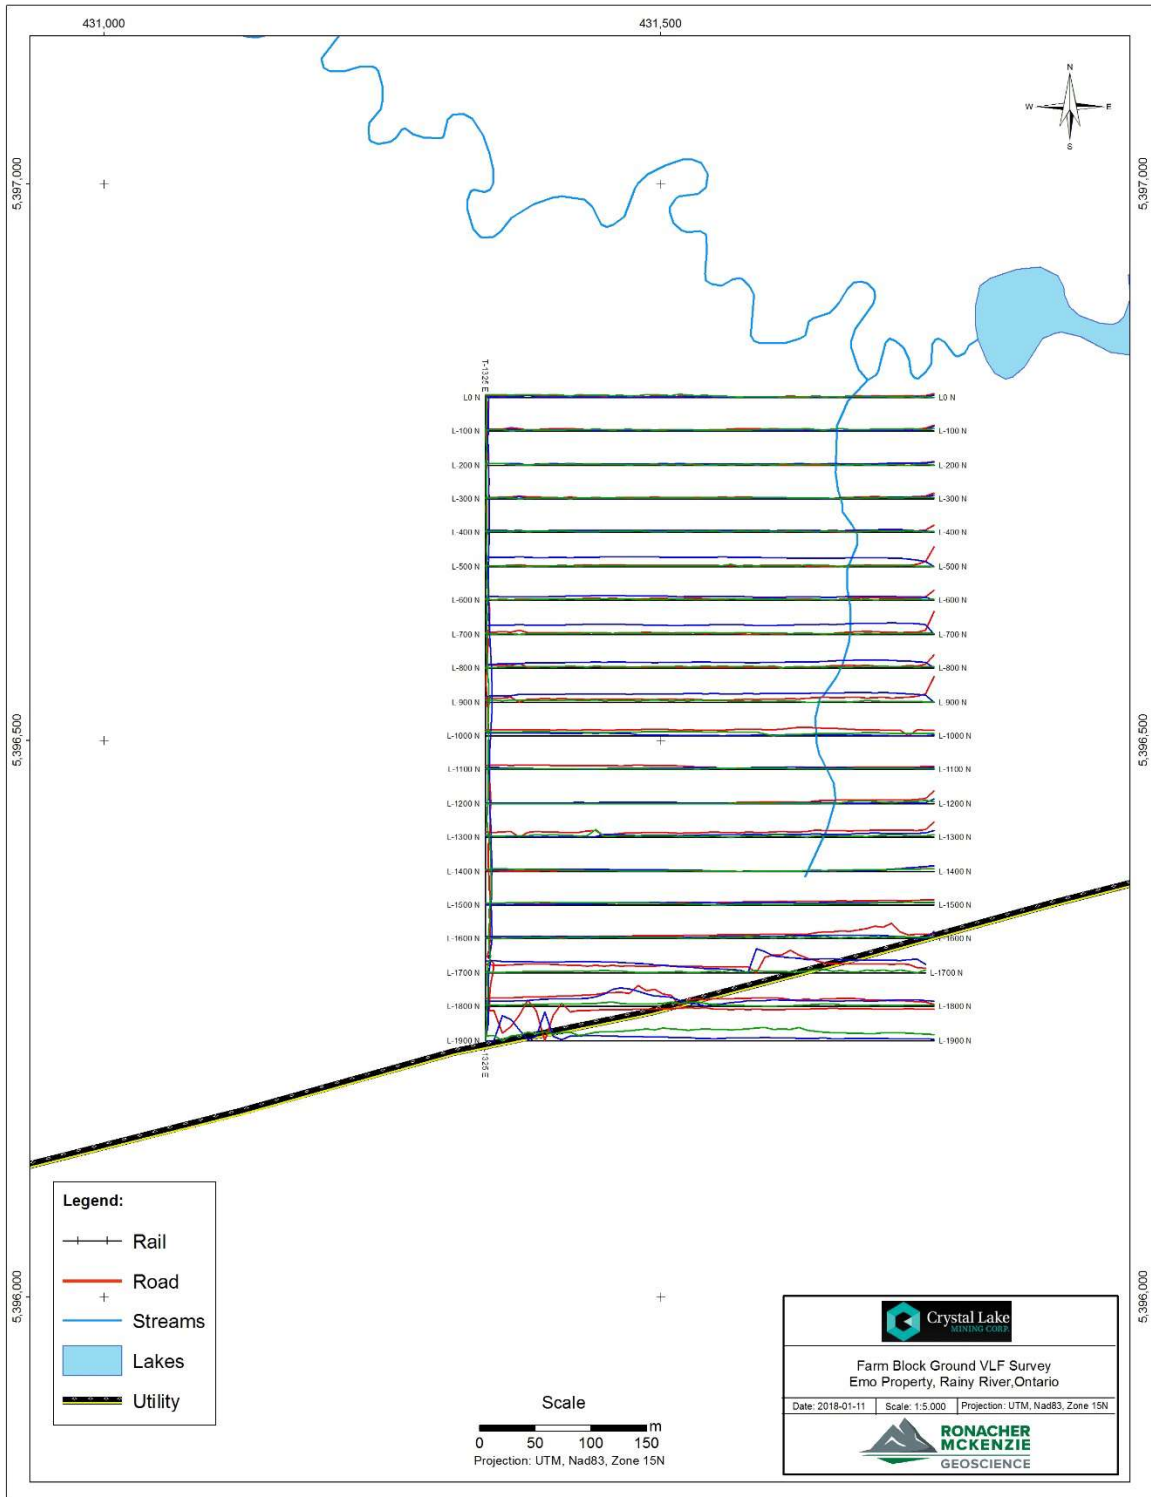 431,000 431,500
N
W E
S
5,397,000 5,397,000
T-1325 E
L0 N L0 N
L-100 N L-100 N
L-200 N L-200 N
L-300 N L-300 N
L-400 N L-400 N
L-500 N L-500 N
L-600 N L-600 N
L-700 N L-700 N
L-800 N L-800 N
L-900 N L-900 N
L-1000 N L-1000 N
5,396,500 5,396,500
L-1100 N L-1100 N
L-1200 N L-1200 N
L-1300 N L-1300 N
L-1400 N L-1400 N
L-1500 N L-1500 N
L-1600 N L-1600 N
L-1700 N L-1700 N
L-1800 N L-1800 N
L-1900 N L-1900 N
1325 E
Legend:
Rail
Road
Streams
Lakes
Utility
5,396,000 5,396,000
Scale
m
0 50 100 150
Projection: UTM, Nad83, Zone 15N
Crystal Lake
MINING CORP
Farm Block Ground VLF Survey
Emo Property, Rainy River,Ontario
Date: 2018-01-11 Scale: 1:5.000 Projection: UTM, Nad83, Zone 15N
RONACHER
MCKENZIE
GEOSCIENCE